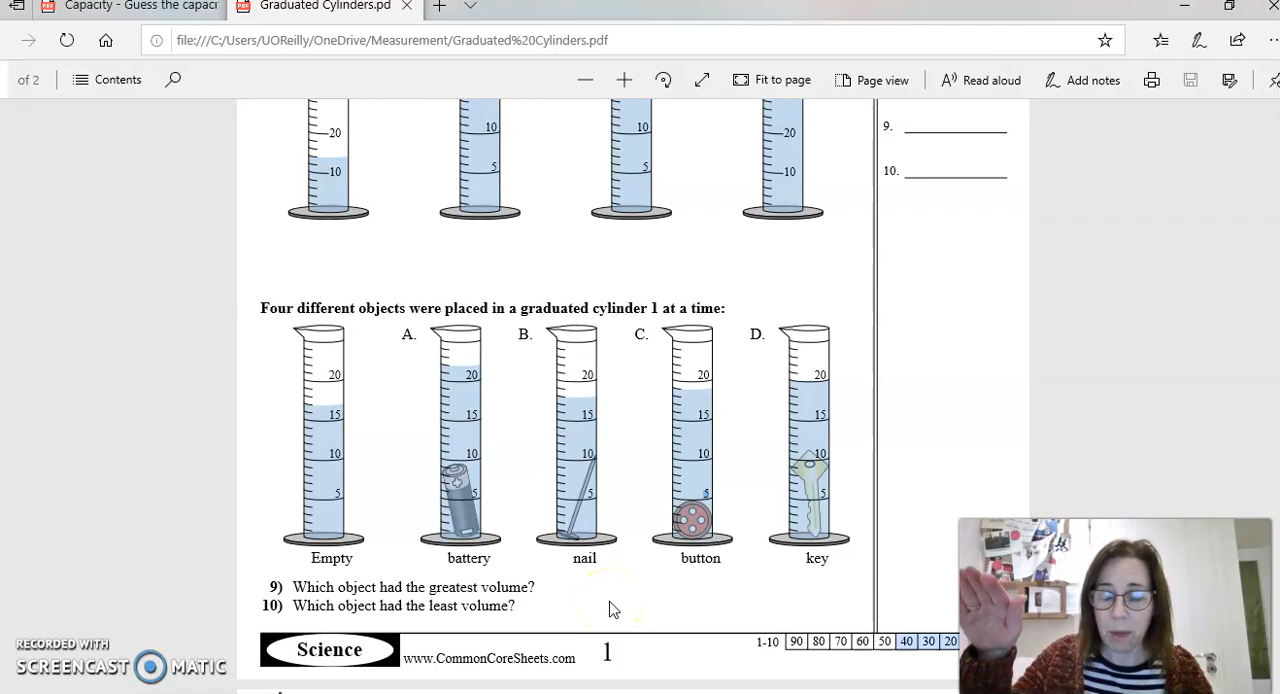 Capacity - Guess the capaci
Graduated Cylinders.pd
file:///C:/Users/UOReilly/OneDrive/Measurement/Graduated%20Cylinders.pdf
of 2 Contents Fit to page Page view Read aloud Add notes
20 10 10 20 9.
10 5 5 10 10.
Four different objects were placed in a graduated cylinder 1 at a time:
A. B. C. D.
20 20 20 20 20
15 15 15 15 15
10 10 10 10 10
5 5 5 5 5
Empty battery nail button key
9) Which object had the greatest volume?
10) Which object had the least volume?
Science www.CommonCoreSheets.com 1 1-10 90 80 70 60 50 40 30 20
RECORDED WITH
SCREENCAST MATIC